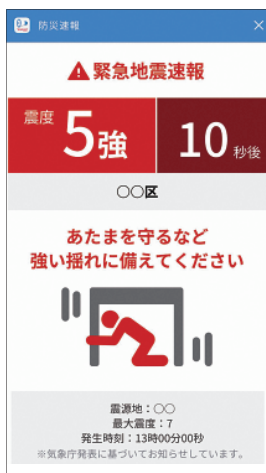 防災速報
緊急地震速報
震度 5強 10秒後
○○区
あたまを守るなど
強い揺れに備えてください
震源地：○○
最大震度：7
発生時刻：13時00分00秒
※気象庁発表に基づいてお知らせしています。